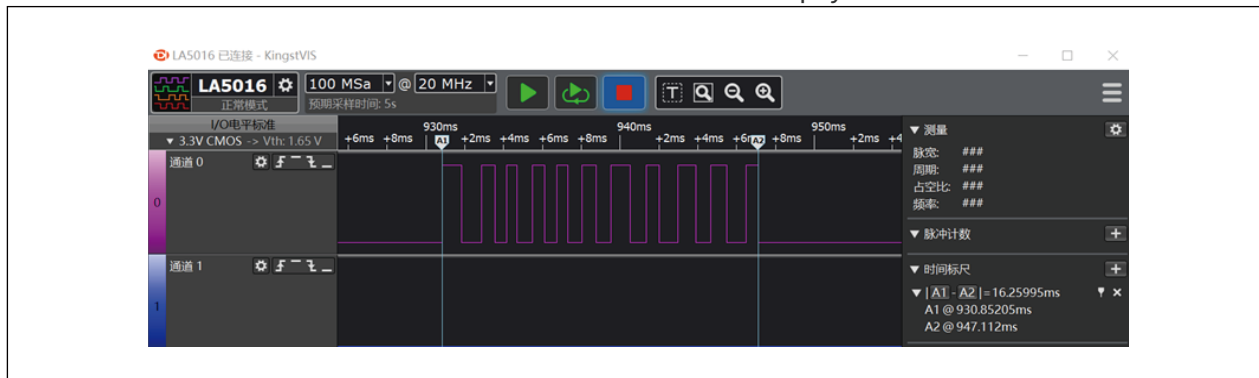 LA5016 已连接 - KingstVIS
LA5016
正常模式
100 MSa @ 20 MHz
预期采样时间: 5s
I/O电平标准
3.3V CMOS -> Vth: 1.65 V
+6ms +8ms 930ms A1 +2ms +4ms +6ms +8ms 940ms +2ms +4ms A2 +8ms 950ms +2ms
T
通道 0
0
通道 1
1
测量
脉宽: ###
周期: ###
占空比: ###
频率: ###
脉冲计数
时间标尺
|A1 - A2|=16.25995ms
A1 @ 930.85205ms
A2 @ 947.112ms